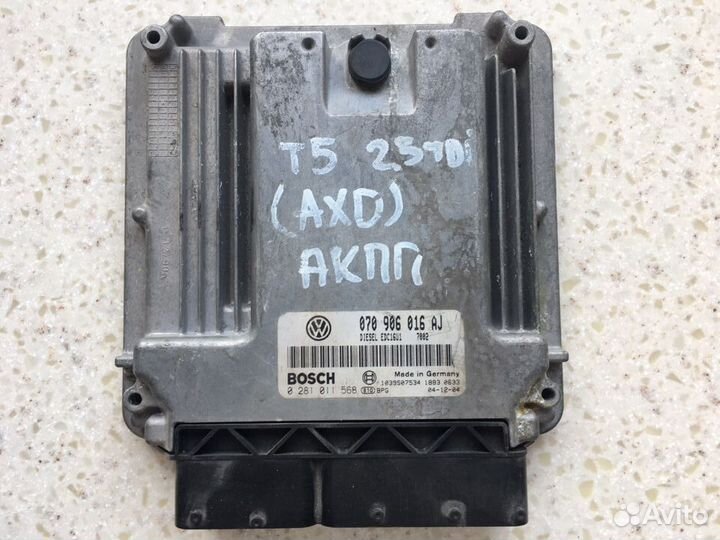 T5 2.5TDi
(AXD)
АКПП
070 906 016 AJ
DIESEL EDC16U1 7002
BOSCH
Made in Germany
1039S07534 1883 0633
0 281 011 568 BPG 04-12-04
Avito